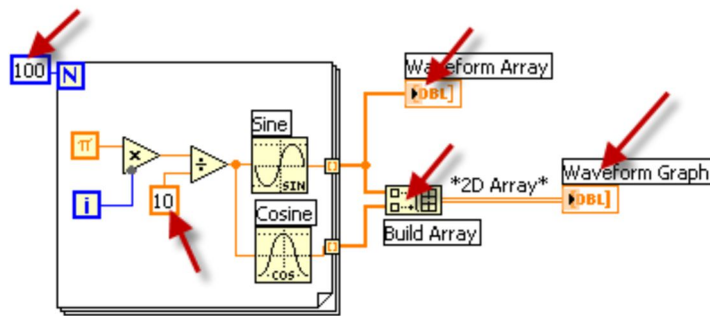 100
N
Waveform Array
DBL]
Sine
π
x
÷
SIN
*2D Array*
Waveform Graph
DBL]
i
10
Cosine
Build Array
COS